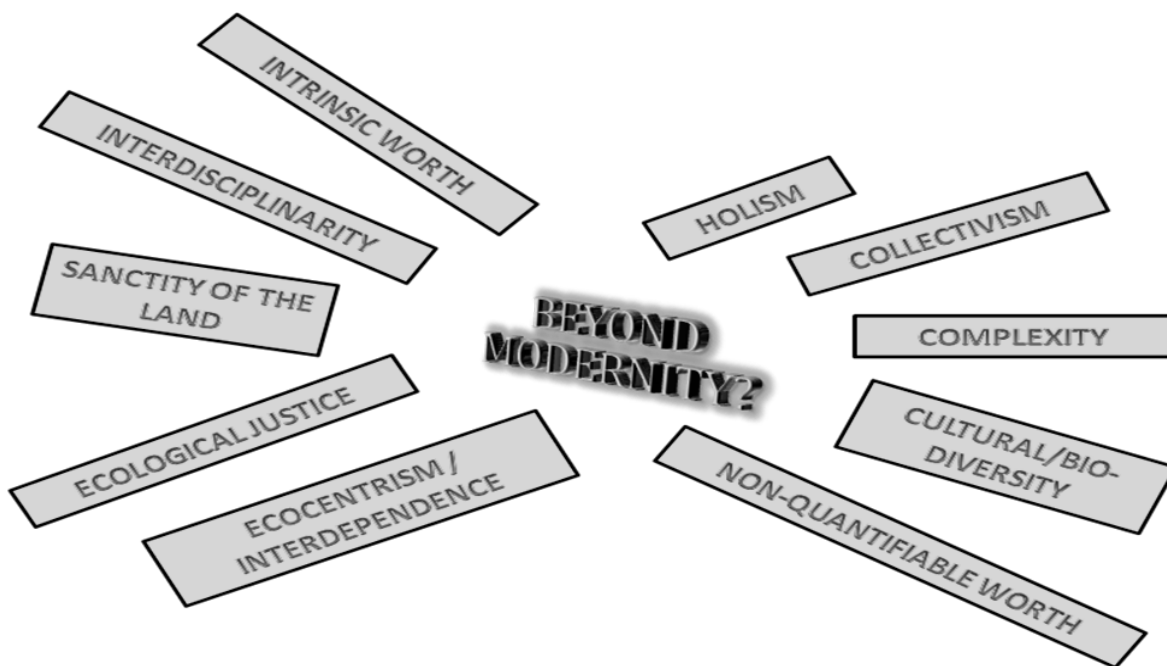 INTRINSIC WORTH
INTERDISCIPLINARITY
SANCTITY OF THE
LAND
ECOLOGICAL JUSTICE
ECOCENTRISM /
INTERDEPENDENCE
BEYOND
MODERNITY?
HOLISM
COLLECTIVISM
COMPLEXITY
CULTURAL/BIO-
DIVERSITY
NON-QUANTIFIABLE WORTH